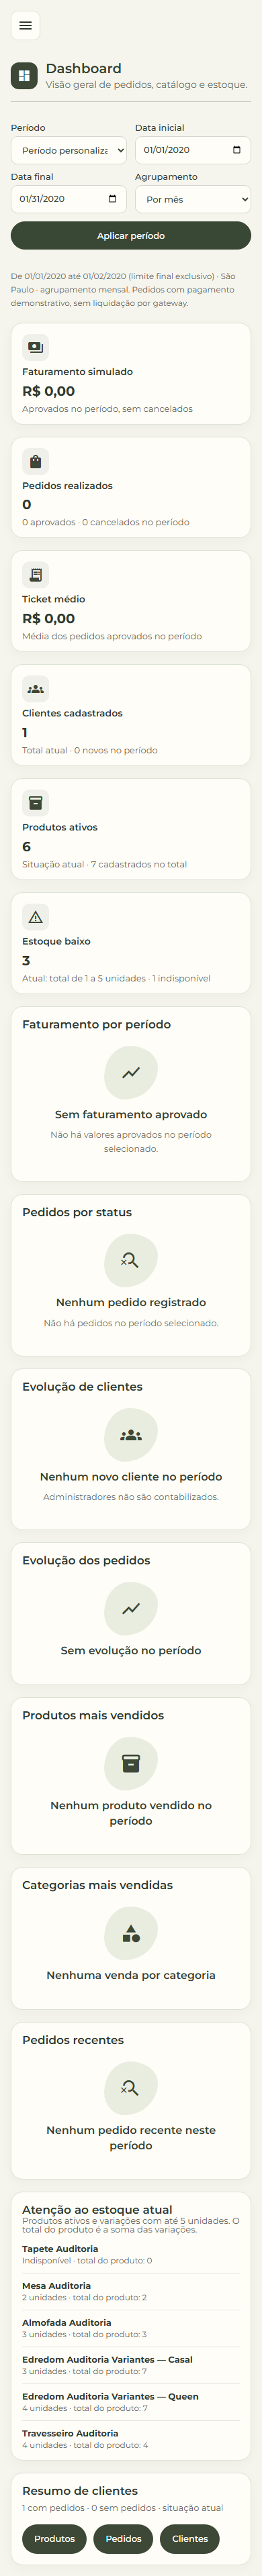 Dashboard
Visão geral de pedidos, catálogo e estoque.
Período
Data inicial
Período personaliza
01/01/2020
Data final
Agrupamento
01/31/2020
Por mês
Aplicar período
De 01/01/2020 até 01/02/2020 (limite final exclusivo) · São
Paulo · agrupamento mensal. Pedidos com pagamento
demonstrativo, sem liquidação por gateway.
Faturamento simulado
R$ 0,00
Aprovados no período, sem cancelados
Pedidos realizados
0
0 aprovados · 0 cancelados no período
Ticket médio
R$ 0,00
Média dos pedidos aprovados no período
Clientes cadastrados
1
Total atual · 0 novos no período
Produtos ativos
6
Situação atual · 7 cadastrados no total
Estoque baixo
3
Atual: total de 1 a 5 unidades · 1 indisponível
Faturamento por período
Sem faturamento aprovado
Não há valores aprovados no período
selecionado.
Pedidos por status
Nenhum pedido registrado
Não há pedidos no período selecionado.
Evolução de clientes
Nenhum novo cliente no período
Administradores não são contabilizados.
Evolução dos pedidos
Sem evolução no período
Produtos mais vendidos
Nenhum produto vendido no
período
Categorias mais vendidas
Nenhuma venda por categoria
Pedidos recentes
Nenhum pedido recente neste
período
Atenção ao estoque atual
Produtos ativos e variações com até 5 unidades. O
total do produto é a soma das variações.
Tapete Auditoria
Indisponível · total do produto: 0
Mesa Auditoria
2 unidades · total do produto: 2
Almofada Auditoria
3 unidades · total do produto: 3
Edredom Auditoria Variantes — Casal
3 unidades · total do produto: 7
Edredom Auditoria Variantes — Queen
4 unidades · total do produto: 7
Travesseiro Auditoria
4 unidades · total do produto: 4
Resumo de clientes
1 com pedidos · 0 sem pedidos · situação atual
Produtos
Pedidos
Clientes